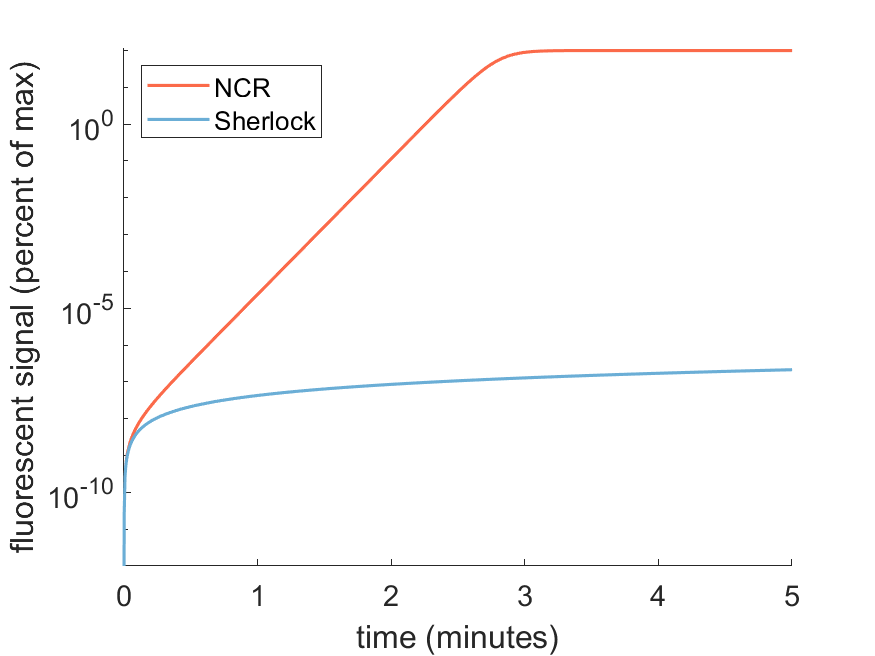 NCR
Sherlock
fluorescent signal (percent of max)
10^0
10^-5
10^-10
0 1 2 3 4 5
time (minutes)